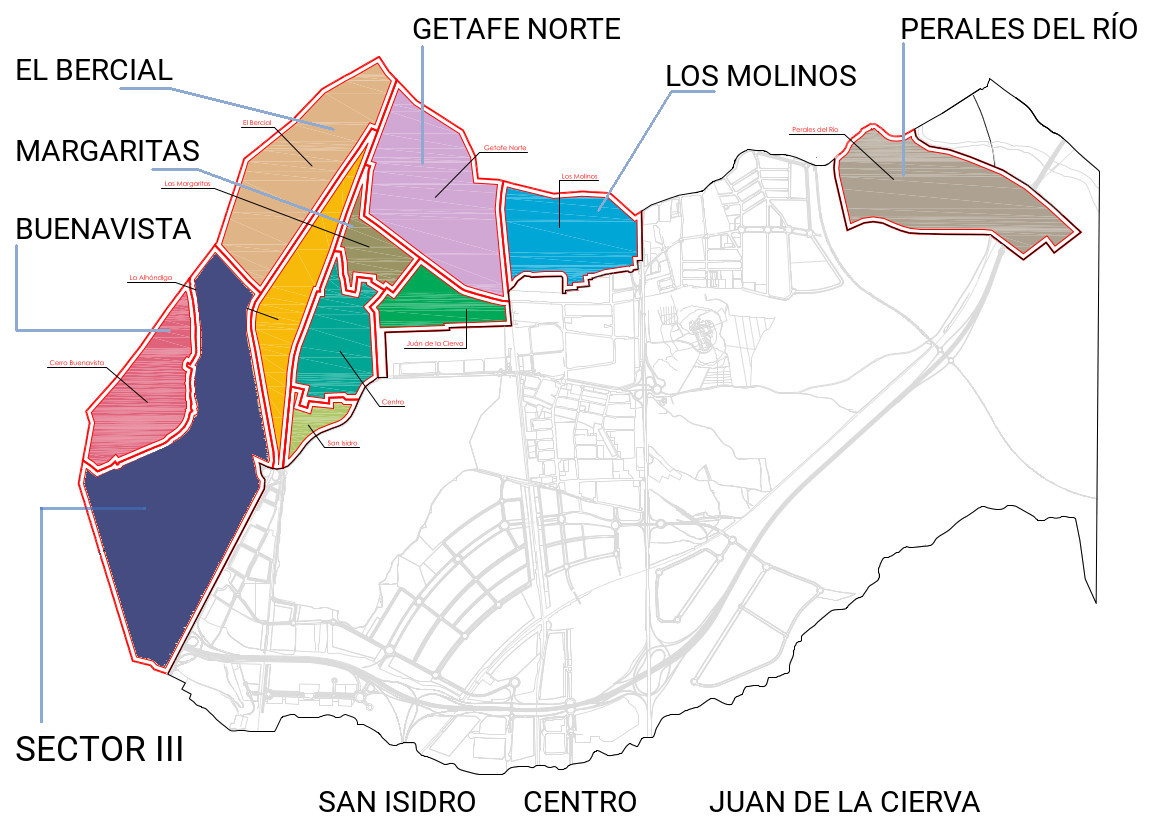 GETAFE NORTE
PERALES DEL RÍO
EL BERCIAL
LOS MOLINOS
El Bercial
Perales del Río
MARGARITAS
Getafe Norte
Los Molinos
Las Margaritas
BUENAVISTA
La Alhóndiga
Juán de la Cierva
Cerro Buenavista
Centro
San Isidro
SECTOR III
SAN ISIDRO
CENTRO
JUAN DE LA CIERVA